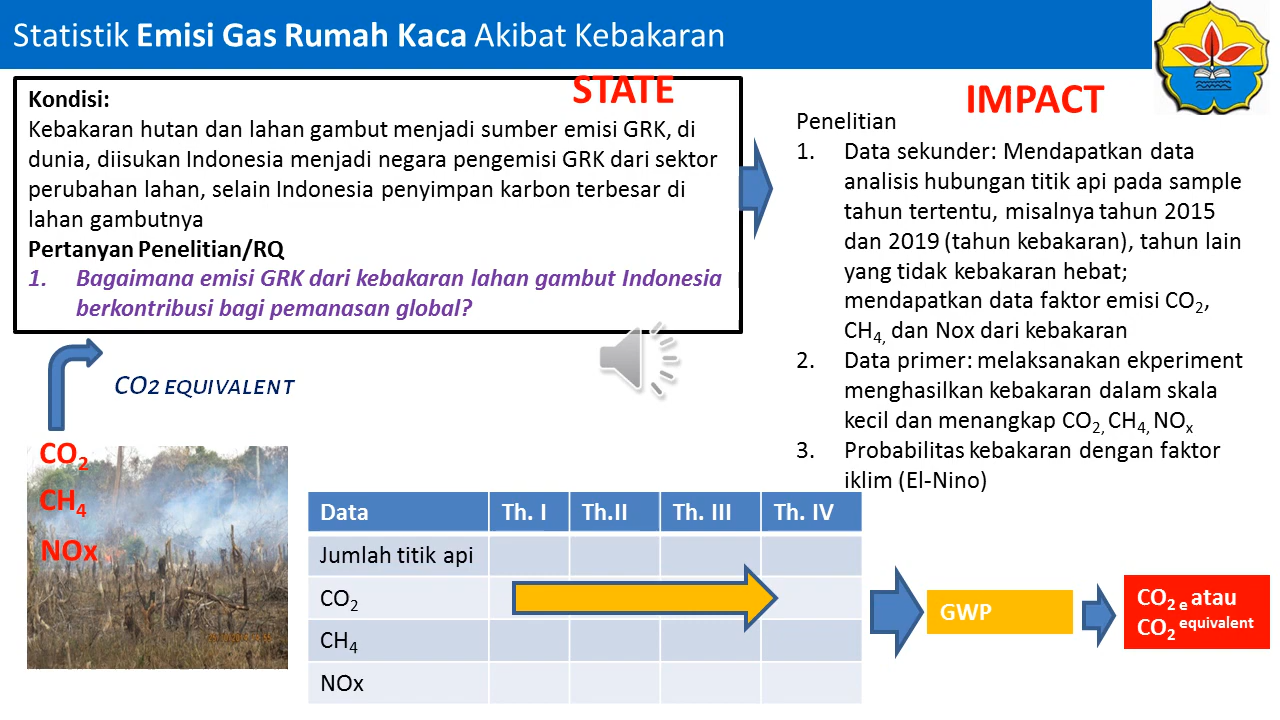 Statistik Emisi Gas Rumah Kaca Akibat Kebakaran
STATE
Kondisi:
Kebakaran hutan dan lahan gambut menjadi sumber emisi GRK, di
dunia, diisukan Indonesia menjadi negara pengemisi GRK dari sektor
perubahan lahan, selain Indonesia penyimpan karbon terbesar di
lahan gambutnya
Pertanyan Penelitian/RQ
1. Bagaimana emisi GRK dari kebakaran lahan gambut Indonesia
berkontribusi bagi pemanasan global?
IMPACT
Penelitian
1. Data sekunder: Mendapatkan data
analisis hubungan titik api pada sample
tahun tertentu, misalnya tahun 2015
dan 2019 (tahun kebakaran), tahun lain
yang tidak kebakaran hebat;
mendapatkan data faktor emisi CO2,
CH4, dan Nox dari kebakaran
2. Data primer: melaksanakan ekperiment
menghasilkan kebakaran dalam skala
kecil dan menangkap CO2, CH4, NOx
3. Probabilitas kebakaran dengan faktor
iklim (El-Nino)
CO2 EQUIVALENT
CO2
CH4
NOx
Data Th. I Th.II Th. III Th. IV
Jumlah titik api
CO2
CH4
NOx
GWP
CO2 e atau
CO2 equivalent